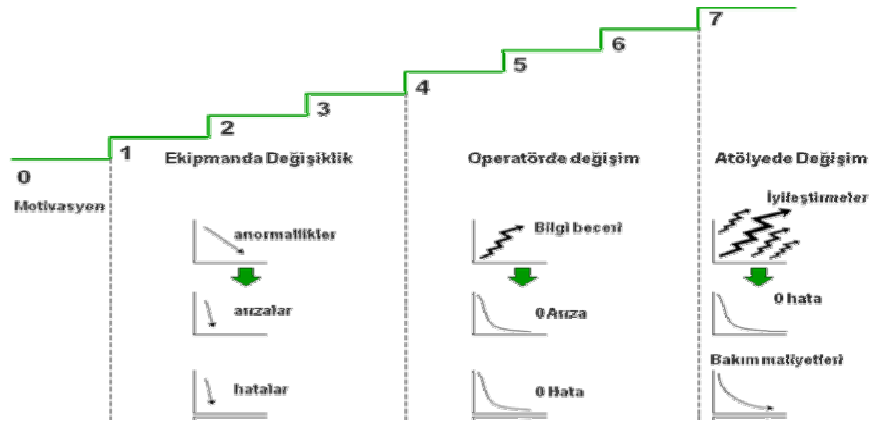 7
6
5
4
3
2
1
0
Ekipmanda Değişiklik
Operatörde değişim
Atölyede Değişim
Motivasyon
anormallikler
Bilgi beceri
İyileştirmeler
arızalar
0 Arıza
0 hata
hatalar
0 Hata
Bakım maliyetleri